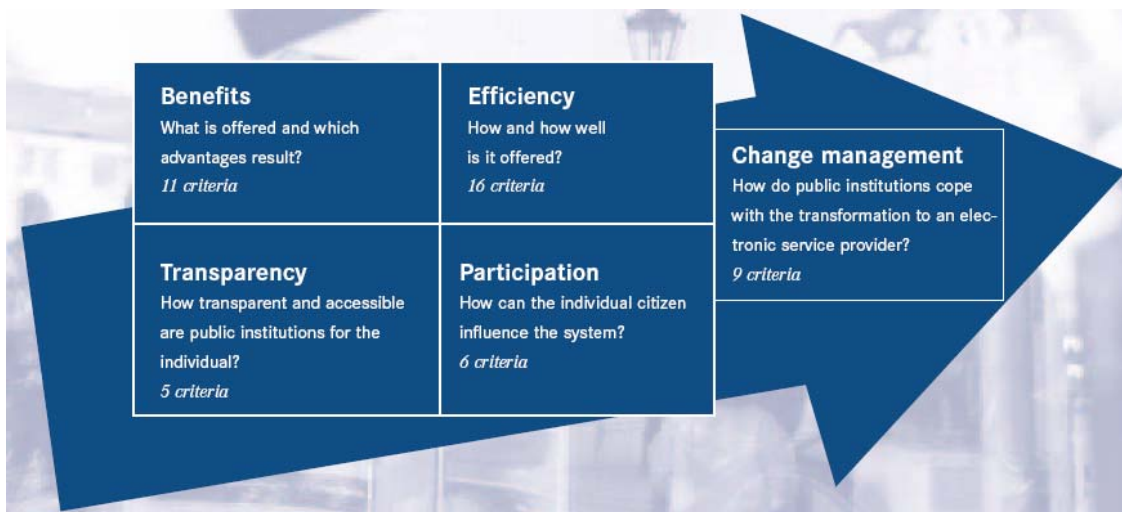 Benefits
What is offered and which
advantages result?
11 criteria
Efficiency
How and how well
is it offered?
16 criteria
Transparency
How transparent and accessible
are public institutions for the
individual?
5 criteria
Participation
How can the individual citizen
influence the system?
6 criteria
Change management
How do public institutions cope
with the transformation to an elec-
tronic service provider?
9 criteria